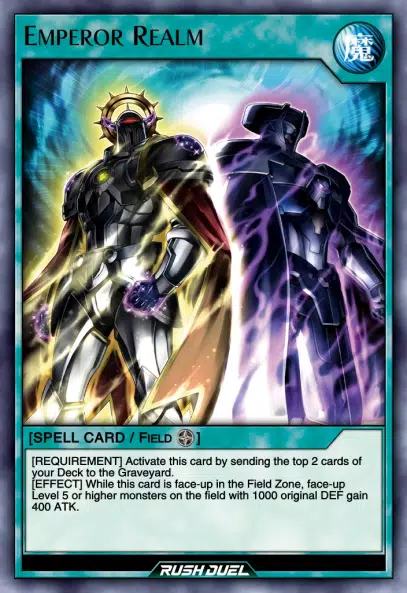 Emperor Realm
魔
[SPELL CARD / Field]
[REQUIREMENT] Activate this card by sending the top 2 cards of
your Deck to the Graveyard.
[EFFECT] While this card is face-up in the Field Zone, face-up
Level 5 or higher monsters on the field with 1000 original DEF gain
400 ATK.
RUSH DUEL